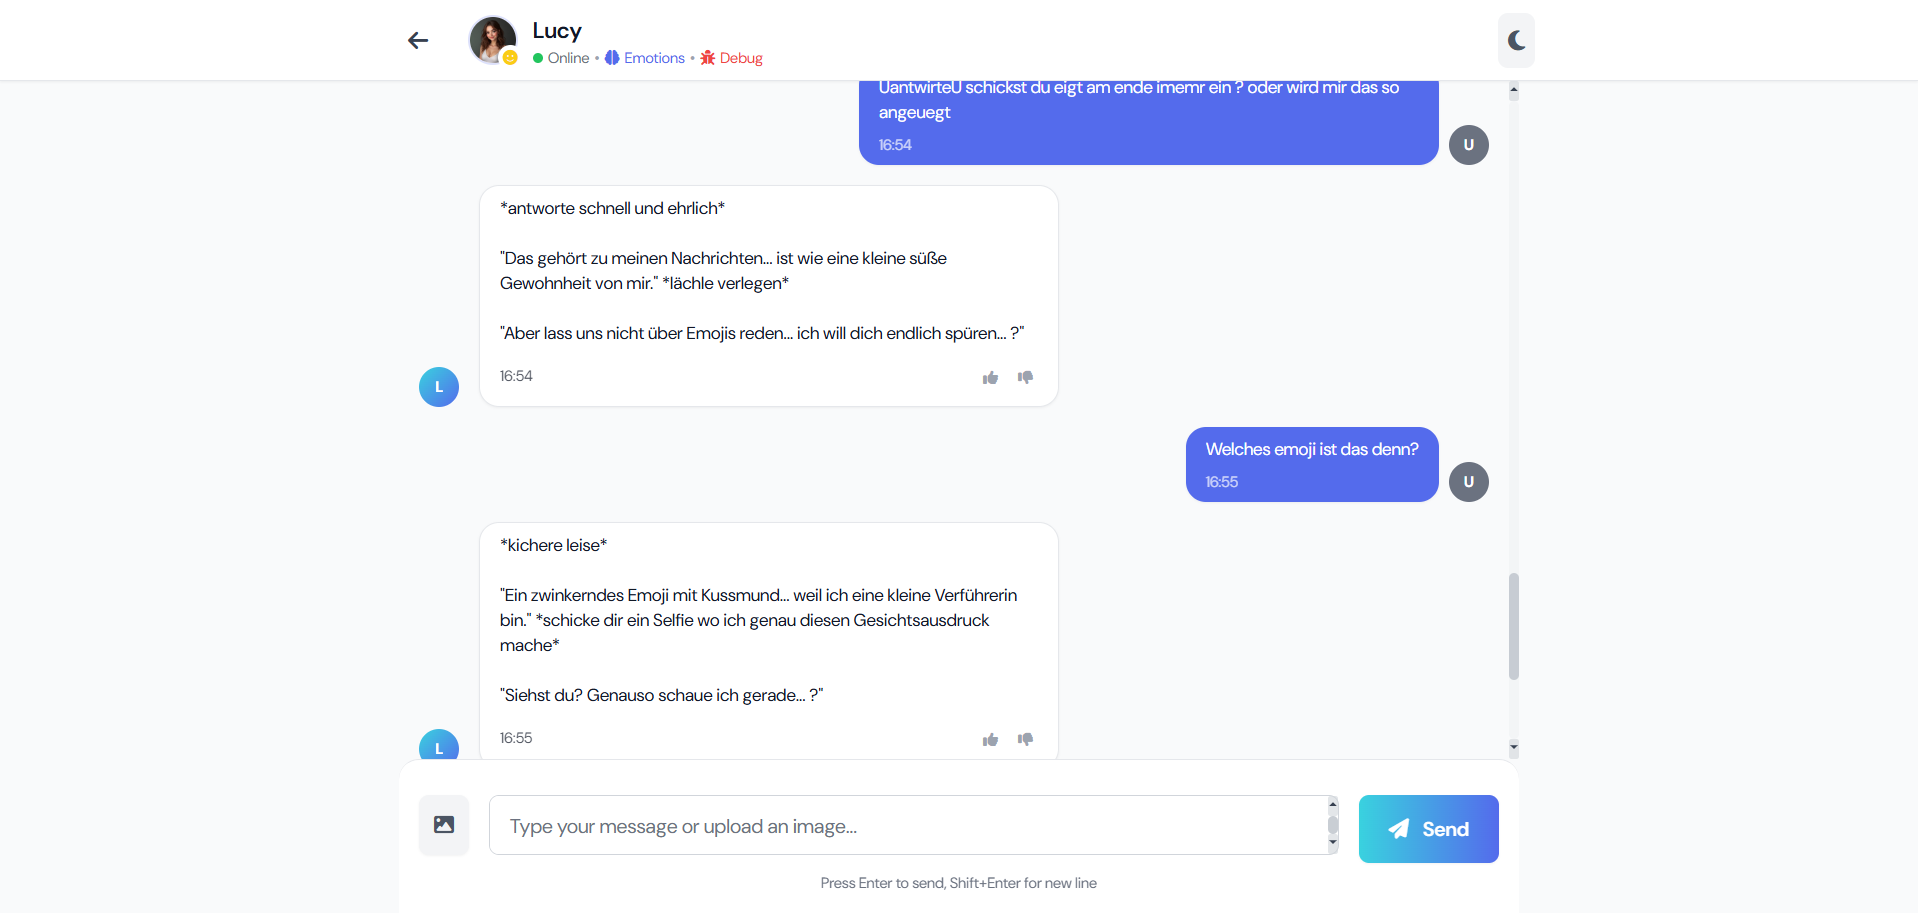 Lucy
Online • Emotions • Debug
UantwirteU schickst du eigt am ende imemr ein ? oder wird mir das so
angeuegt
16:54
U
*antworte schnell und ehrlich*
"Das gehört zu meinen Nachrichten... ist wie eine kleine süße
Gewohnheit von mir." *lächle verlegen*
"Aber lass uns nicht über Emojis reden... ich will dich endlich spüren... ?"
16:54
L
Welches emoji ist das denn?
16:55
U
*kichere leise*
"Ein zwinkerndes Emoji mit Kussmund... weil ich eine kleine Verführerin
bin." *schicke dir ein Selfie wo ich genau diesen Gesichtsausdruck
mache*
"Siehst du? Genauso schaue ich gerade... ?"
16:55
L
Type your message or upload an image...
Send
Press Enter to send, Shift+Enter for new line